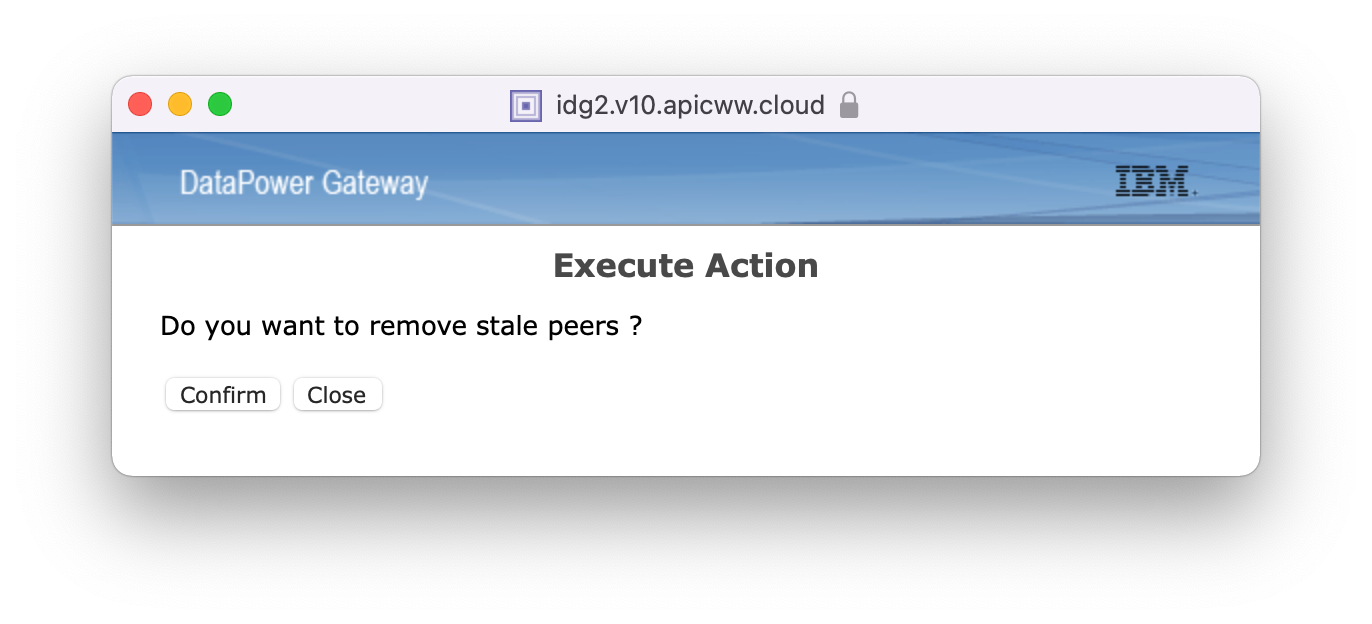 idg2.v10.apicww.cloud
DataPower Gateway
IBM.
Execute Action
Do you want to remove stale peers ?
Confirm Close